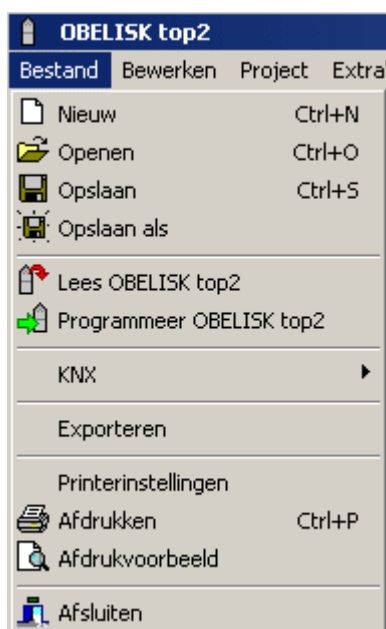 OBELISK top2
Bestand Bewerken Project Extra
Nieuw Ctrl+N
Openen Ctrl+O
Opslaan Ctrl+S
Opslaan als
Lees OBELISK top2
Programmeer OBELISK top2
KNX
Exporteren
Printerinstellingen
Afdrukken Ctrl+P
Afdrukvoorbeeld
Afsluiten